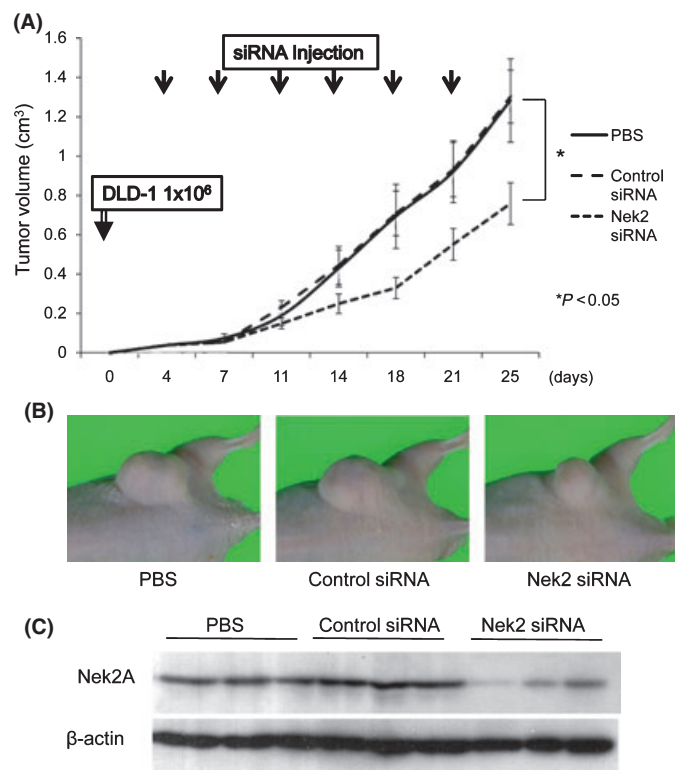 (A)
1.6
1.4
1.2
1
0.8
0.6
0.4
0.2
0
Tumor volume (cm³)
siRNA Injection
DLD-1 1x10⁶
0 4 7 11 14 18 21 25 (days)
*
PBS
Control
siRNA
Nek2
siRNA
*P < 0.05
(B)
PBS Control siRNA Nek2 siRNA
(C)
PBS Control siRNA Nek2 siRNA
Nek2A
β-actin